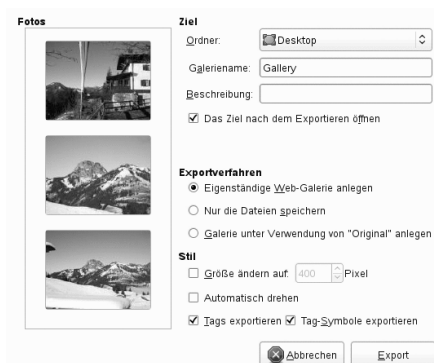 Fotos
Ziel
Ordner: Desktop
Galeriename: Gallery
Beschreibung:
Das Ziel nach dem Exportieren öffnen
Exportverfahren
Eigenständige Web-Galerie anlegen
Nur die Dateien speichern
Galerie unter Verwendung von "Original" anlegen
Stil
Größe ändern auf: 400 Pixel
Automatisch drehen
Tags exportieren Tag-Symbole exportieren
Abbrechen Export